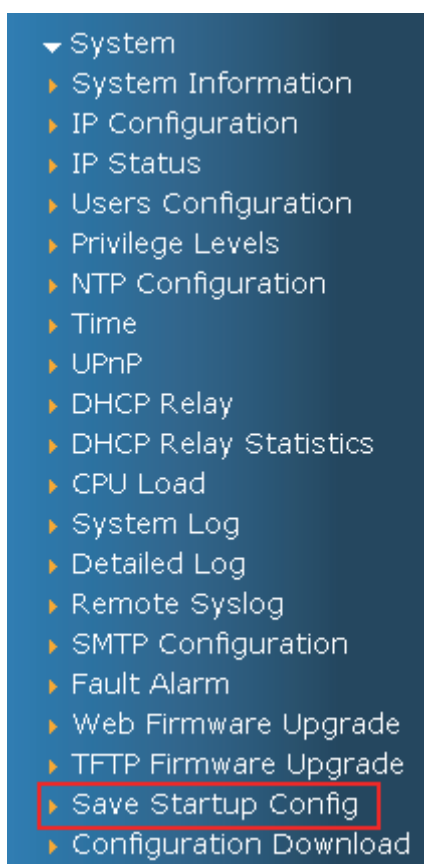 System
System Information
IP Configuration
IP Status
Users Configuration
Privilege Levels
NTP Configuration
Time
UPnP
DHCP Relay
DHCP Relay Statistics
CPU Load
System Log
Detailed Log
Remote Syslog
SMTP Configuration
Fault Alarm
Web Firmware Upgrade
TFTP Firmware Upgrade
Save Startup Config
Configuration Download